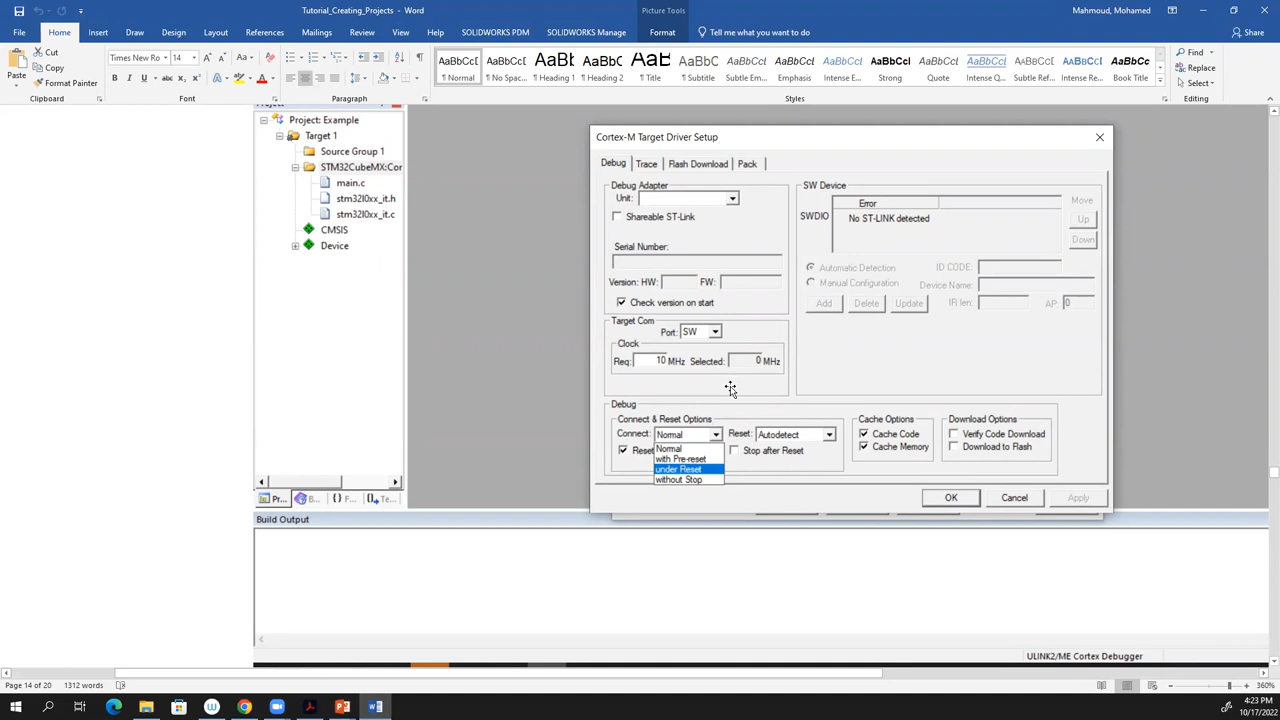 Tutorial_Creating_Projects - Word
Picture Tools
Mahmoud, Mohamed
File Home Insert Draw Design Layout References Mailings Review View Help SOLIDWORKS PDM SOLIDWORKS Manage Format Tell me what you want to do Share
Paste
Cut
Copy
Format Painter
Clipboard
Times New Ro 14
Font
Paragraph
AaBbCcI AaBbCcI AaBbC AaBbCc AaB AaBbCcI AaBbCcI AaBbCcI AaBbCcI AaBbCcI AaBbCcI AaBbCcI AaBbCcI AaBbCcI
¶ Normal ¶ No Spac... ¶ Heading 1 ¶ Heading 2 ¶ Title ¶ Subtitle Subtle Em... Emphasis Intense E... Strong Quote Intense Q... Subtle Ref... Intense Re... Book Title
Styles
Find
Replace
Select
Editing
Project: Example
Target 1
Source Group 1
STM32CubeMX:Cor
main.c
stm32l0xx_it.h
stm32l0xx_it.c
CMSIS
Device
Pr... B... F... Te...
Build Output
Cortex-M Target Driver Setup
Debug Trace Flash Download Pack
Debug Adapter
Unit:
Shareable ST-Link
Serial Number:
Version: HW: FW:
Check version on start
Target Com
Port: SW
Clock
Req: 10 MHz Selected: 0 MHz
SW Device
Error
SWDIO No ST-LINK detected
Move
Up
Down
Automatic Detection ID CODE:
Manual Configuration Device Name:
Add Delete Update IR len: AP: 0
Debug
Connect & Reset Options
Connect: Normal Reset: Autodetect
Normal
with Pre-reset
under Reset
without Stop
Reset
Stop after Reset
Cache Options
Cache Code
Cache Memory
Download Options
Verify Code Download
Download to Flash
OK Cancel Apply
ULINK2/ME Cortex Debugger
Page 14 of 20 1312 words
360%
4:23 PM
10/17/2022